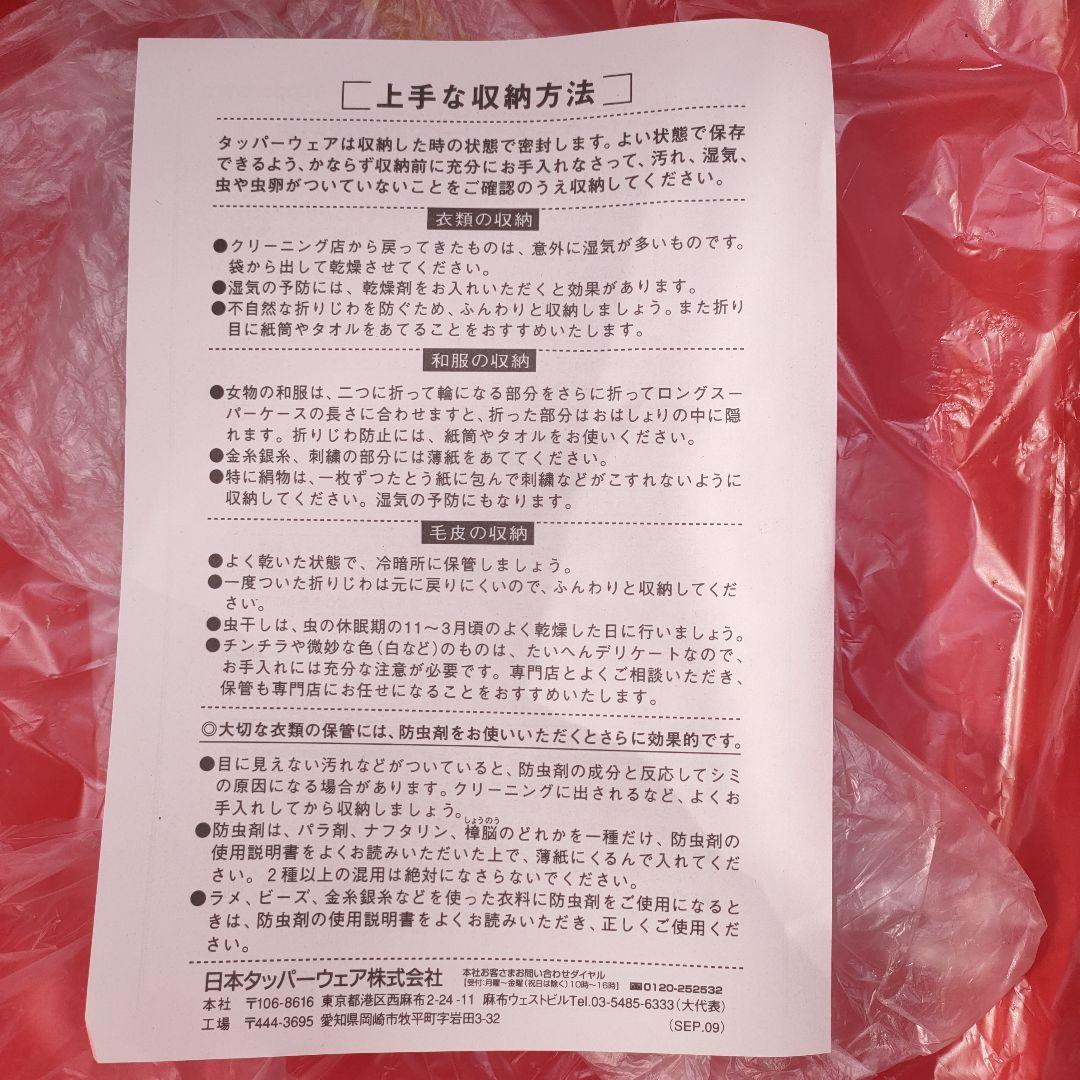 上手な収納方法
タッパーウェアは収納した時の状態で密封します。よい状態で保存
できるよう、かならず収納前に充分にお手入れなさって、汚れ、湿気、
虫や虫卵がついていないことをご確認のうえ収納してください。
衣類の収納
●クリーニング店から戻ってきたものは、意外に湿気が多いものです。
袋から出して乾燥させてください。
●湿気の予防には、乾燥剤をお入れいただくと効果があります。
●不自然な折りじわを防ぐため、ふんわりと収納しましょう。また折り
目に紙筒やタオルをあてることをおすすめいたします。
和服の収納
●女物の和服は、二つに折って輪になる部分をさらに折ってロングスー
パーケースの長さに合わせますと、折った部分はおはしょりの中に隠
れます。折りじわ防止には、紙筒やタオルをお使いください。
●金糸銀糸、刺繍の部分には薄紙をあててください。
●特に絹物は、一枚ずつたとう紙に包んで刺繍などがこすれないように
収納してください。湿気の予防にもなります。
毛皮の収納
●よく乾いた状態で、冷暗所に保管しましょう。
●一度ついた折りじわは元に戻りにくいので、ふんわりと収納してくだ
さい。
●虫干しは、虫の休眠期の11〜3月頃のよく乾燥した日に行いましょう。
●チンチラや微妙な色(白など)のものは、たいへんデリケートなので、
お手入れには充分な注意が必要です。専門店とよくご相談いただき、
保管も専門店にお任せになることをおすすめいたします。
◎大切な衣類の保管には、防虫剤をお使いいただくとさらに効果的です。
●目に見えない汚れなどがついていると、防虫剤の成分と反応してシミ
の原因になる場合があります。クリーニングに出されるなど、よくお
手入れしてから収納しましょう。
しょうのう
●防虫剤は、パラ剤、ナフタリン、樟脳のどれかを一種だけ、防虫剤の
使用説明書をよくお読みいただいた上で、薄紙にくるんで入れてくだ
さい。2種以上の混用は絶対になさらないでください。
●ラメ、ビーズ、金糸銀糸などを使った衣料に防虫剤をご使用になると
きは、防虫剤の使用説明書をよくお読みいただき、正しくご使用くだ
さい。
日本タッパーウェア株式会社 本社お客さまお問い合わせダイヤル
[受付:月曜〜金曜(祝日は除く)10時〜16時] 0120-252532
本社 〒106-8616 東京都港区西麻布2-24-11 麻布ウェストビルTel.03-5485-6333(大代表)
工場 〒444-3695 愛知県岡崎市牧平町字岩田3-32 (SEP.09)